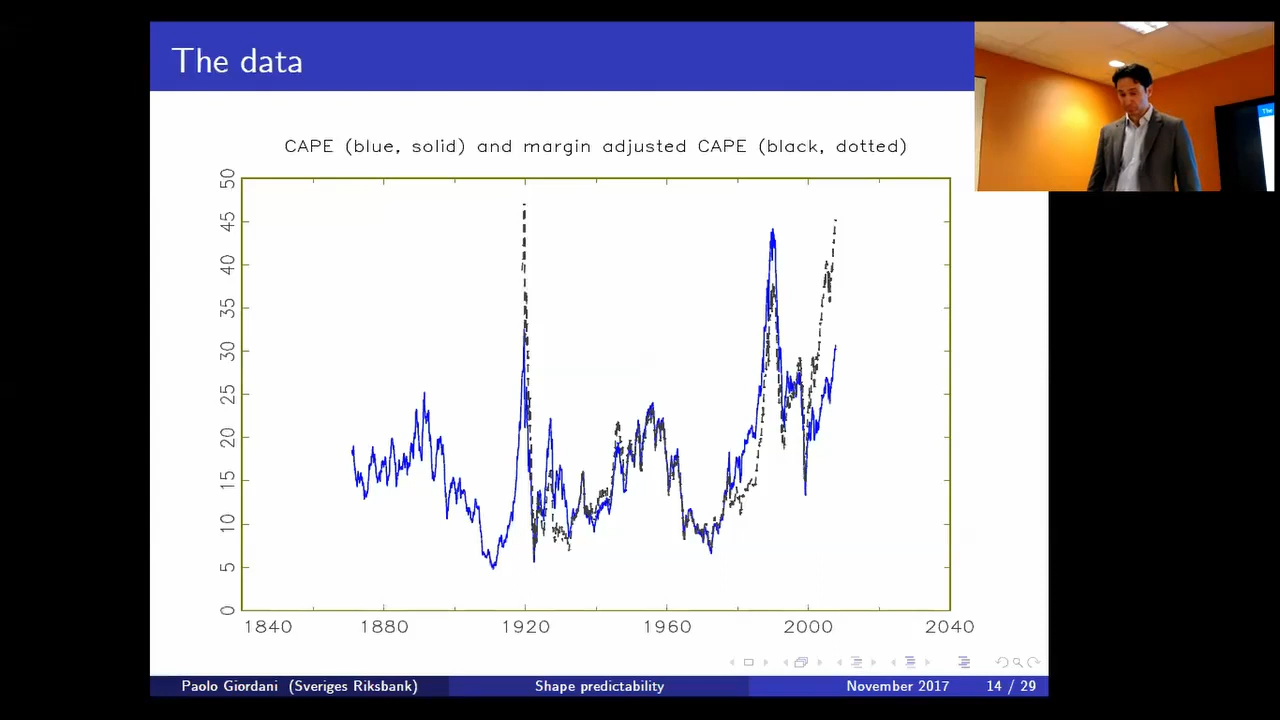 The data
CAPE (blue, solid) and margin adjusted CAPE (black, dotted)
50
45
40
35
30
25
20
15
10
5
0
1840 1880 1920 1960 2000 2040
Paolo Giordani (Sveriges Riksbank) Shape predictability November 2017 14 / 29